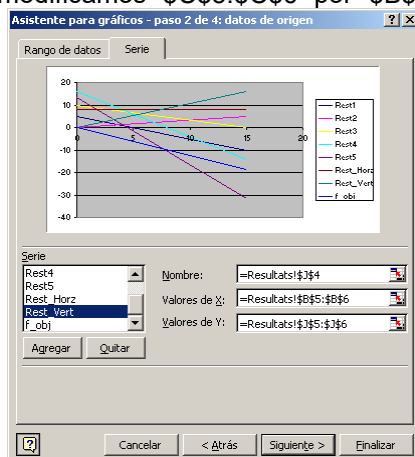 modificamos $C$5:$C$6 por $B$
Asistente para gráficos - paso 2 de 4: datos de origen
Rango de datos Serie
20
10
0
-10
-20
-30
-40
0 5 10 15 20
Rest1
Rest2
Rest3
Rest4
Rest5
Rest_Horz
Rest_Vert
f_obj
Serie
Rest4
Rest5
Rest_Horz
Rest_Vert
f_obj
Agregar Quitar
Nombre: =Resultats!$J$4
Valores de X: =Resultats!$B$5:$B$6
Valores de Y: =Resultats!$J$5:$J$6
Cancelar < Atrás Siguiente > Finalizar